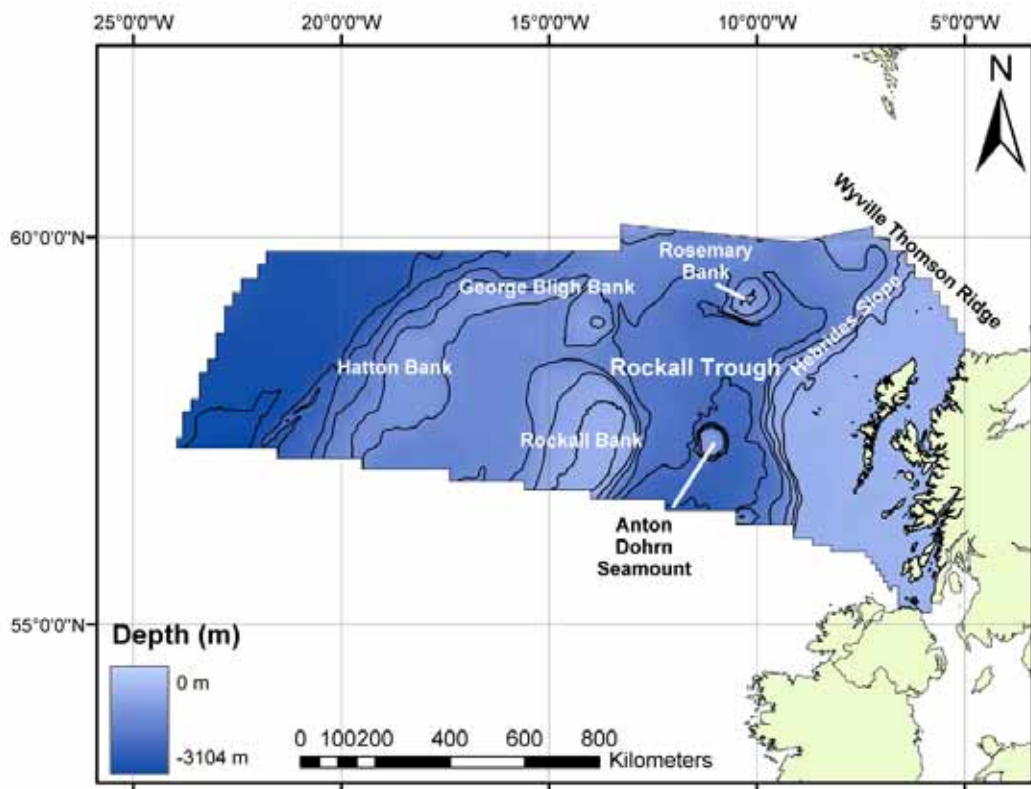 25°0'0"W
20°0'0"W
15°0'0"W
10°0'0"W
5°0'0"W
N
Wyville Thomson Ridge
60°0'0"N
Rosemary
Bank
George Bligh Bank
Hebrides Slope
Hatton Bank
Rockall Trough
Rockall Bank
Anton
Dohrn
Seamount
55°0'0"N
Depth (m)
0 m
-3104 m
0 100200 400 600 800
Kilometers